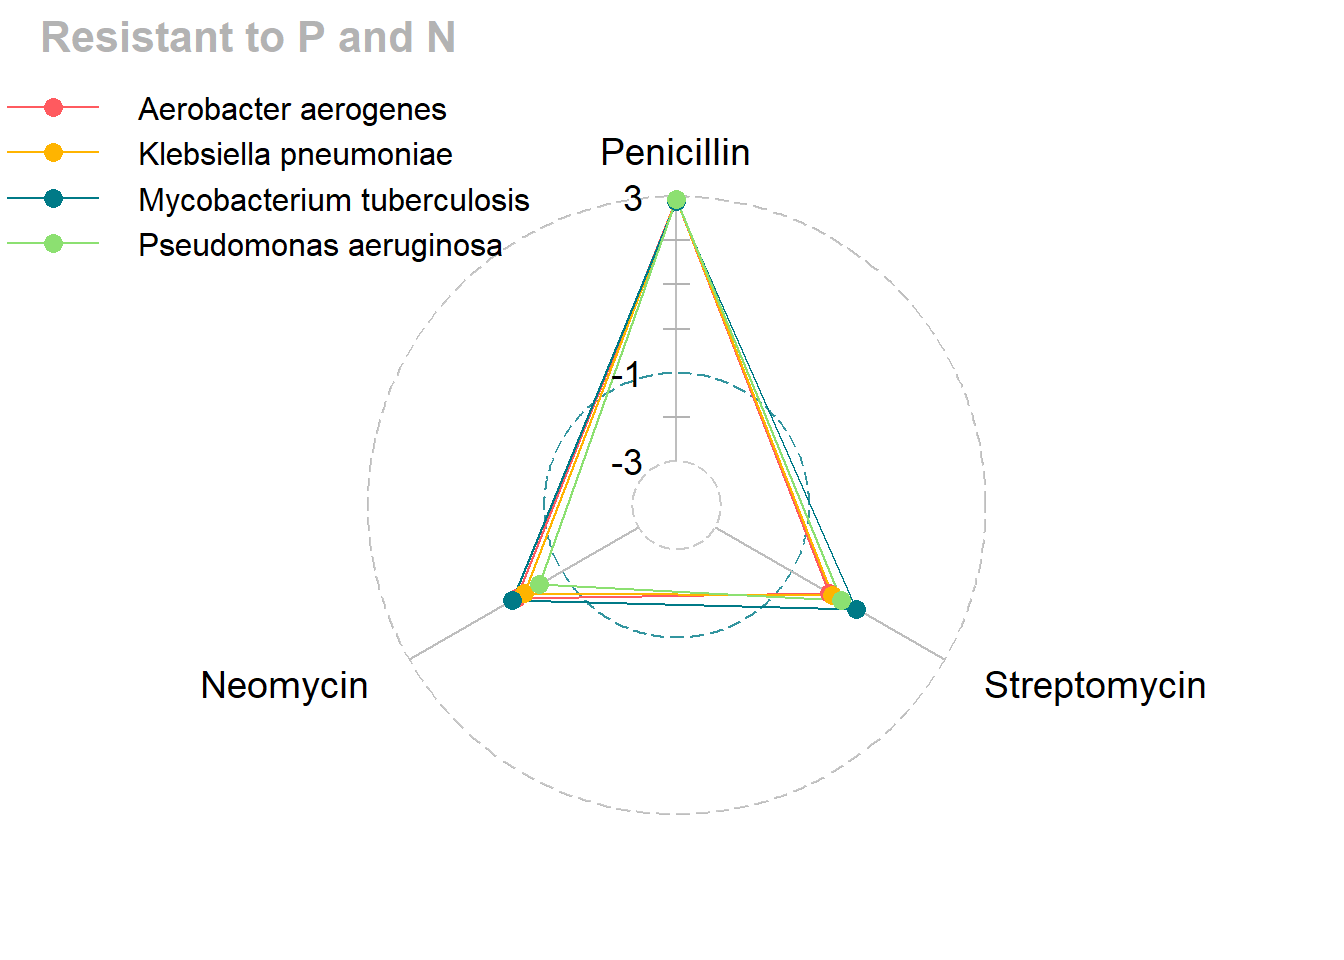 Resistant to P and N
Aerobacter aerogenes
Klebsiella pneumoniae
Mycobacterium tuberculosis
Pseudomonas aeruginosa
Penicillin
3
-1
-3
Neomycin
Streptomycin